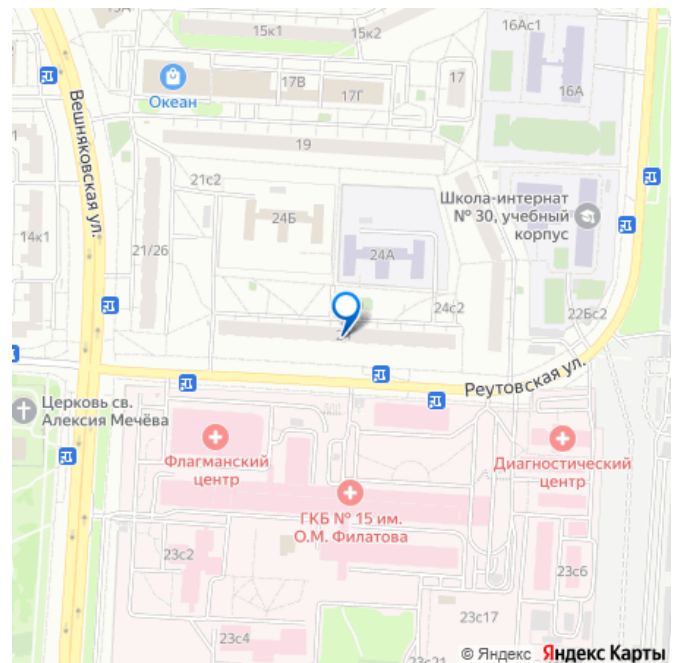 15к1
15к2
16Ас1
17В
17Г
17
16А
Океан
Вешняковская ул.
19
21с2
Школа-интернат
№ 30, учебный
корпус
14к1
24Б
21/26
24А
24с2
22Бс2
Реутовская ул.
Церковь св.
Алексия Мечёва
Флагманский
центр
Диагностический
центр
ГКБ № 15 им.
О.М. Филатова
23с2
23с6
23с17
23с4
23с21
© Яндекс Яндекс Карты